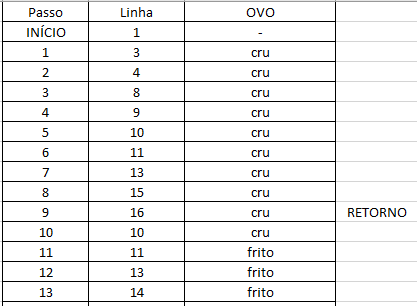 Passo Linha OVO
INÍCIO 1 -
1 3 cru
2 4 cru
3 8 cru
4 9 cru
5 10 cru
6 11 cru
7 13 cru
8 15 cru
9 16 cru RETORNO
10 10 cru
11 11 frito
12 13 frito
13 14 frito